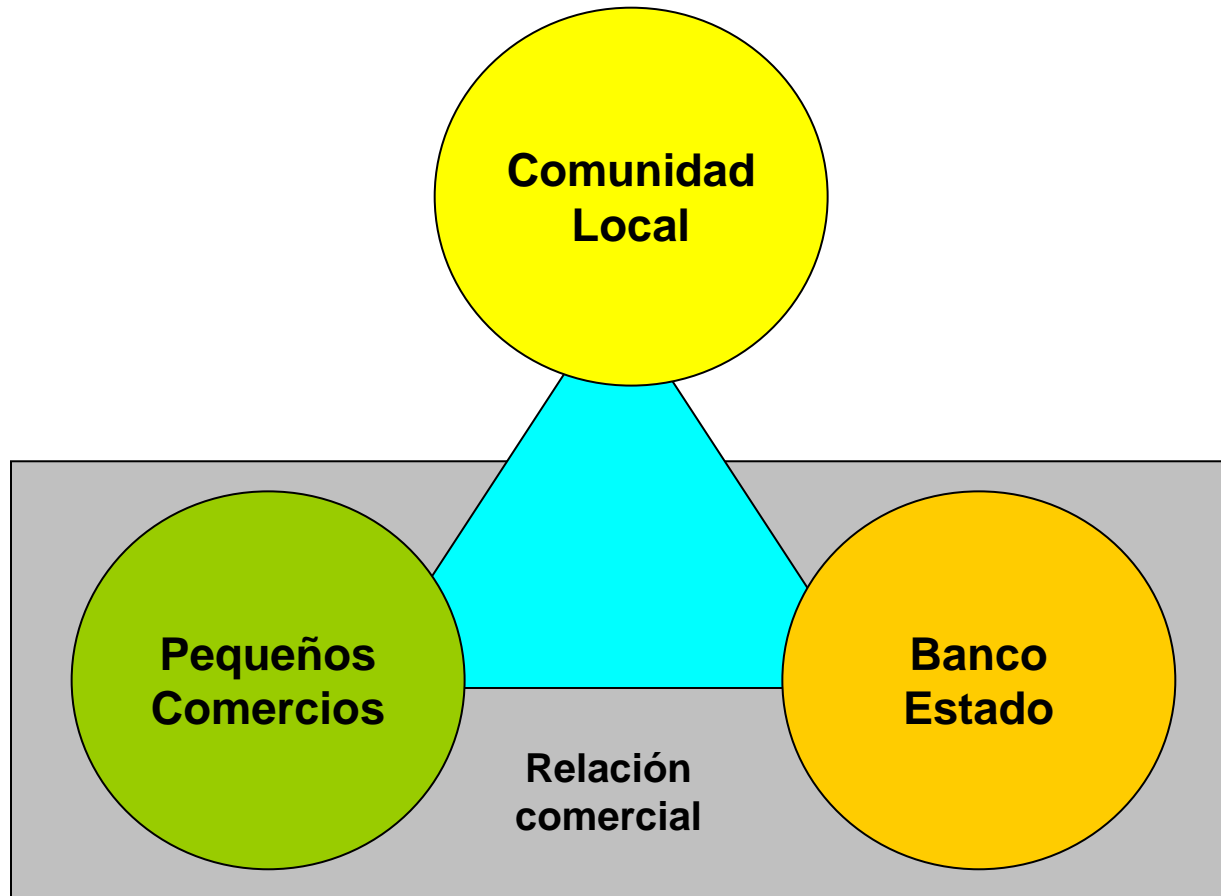 Comunidad
Local
Pequeños
Comercios
Banco
Estado
Relación
comercial